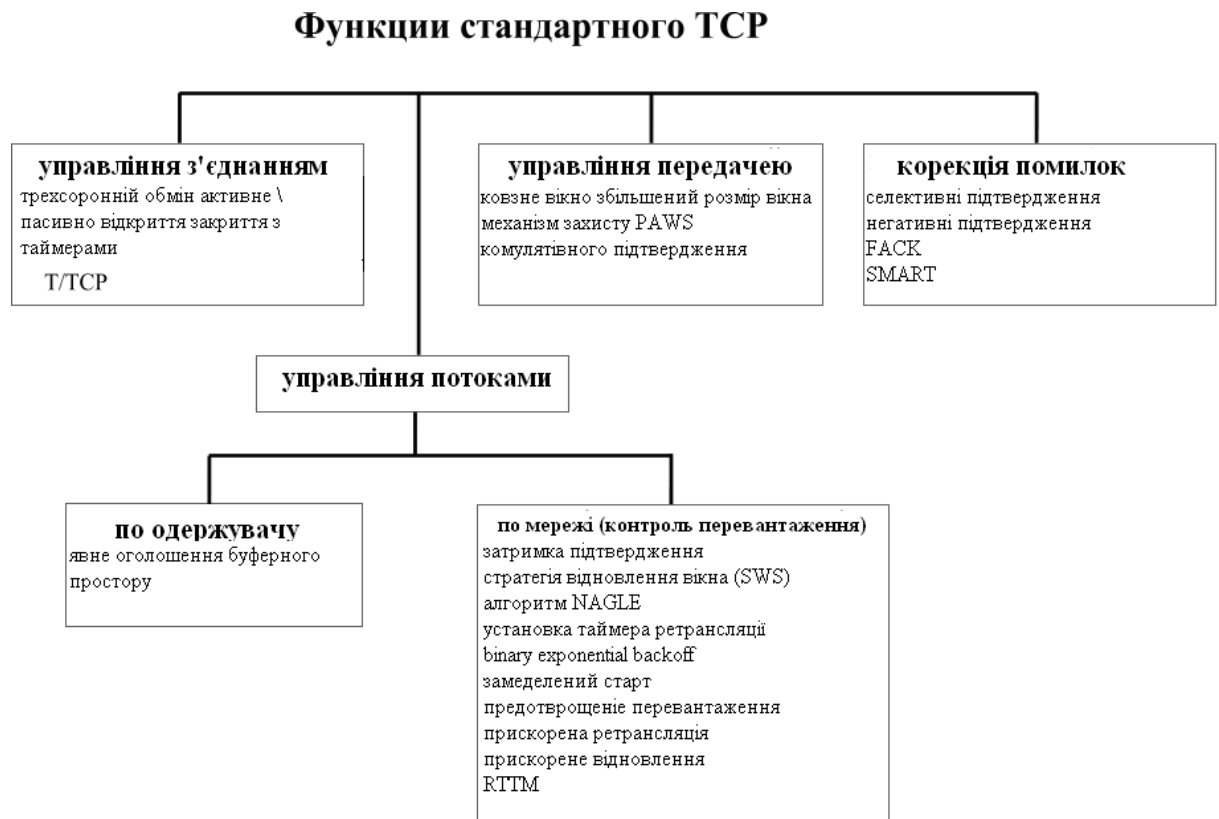 Функции стандартного TCP
управління з'єднанням
трехсоронній обмін активне \
пасивно відкриття закриття з
таймерами
T/TCP
управління передачею
ковзне вікно збільшений розмір вікна
механізм захисту PAWS
комулятівного підтвердження
корекція помилок
селективні підтвердження
негативні підтвердження
FACK
SMART
управління потоками
по одержувачу
явне оголошення буферного
простору
по мережі (контроль перевантаження)
затримка підтвердження
стратегія відновлення вікна (SWS)
алгоритм NAGLE
установка таймера ретрансляції
binary exponential backoff
замеделений старт
предотврощеніе перевантаження
прискорена ретрансляція
прискорене відновлення
RTTM